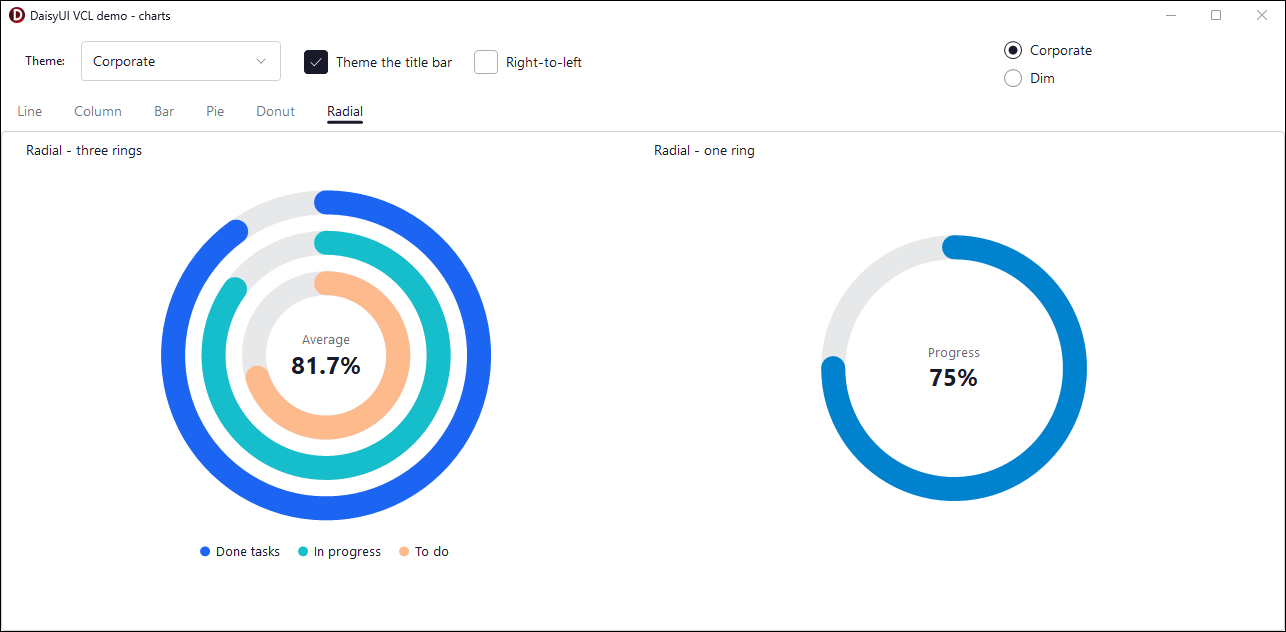 DaisyUI VCL demo - charts
Theme:
Corporate
Theme the title bar
Right-to-left
Corporate
Dim
Line
Column
Bar
Pie
Donut
Radial
Radial - three rings
Average
81.7%
Done tasks
In progress
To do
Radial - one ring
Progress
75%